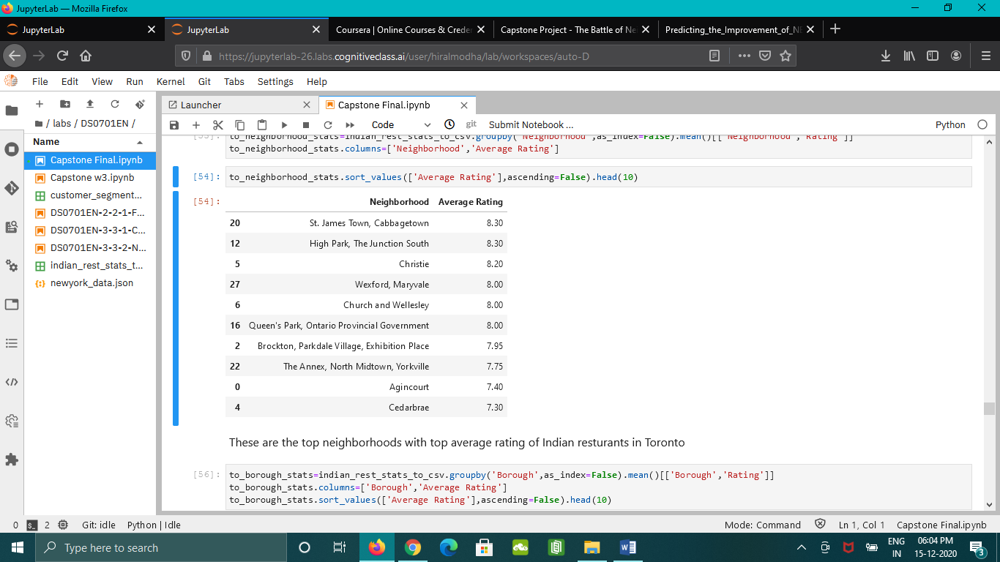 JupyterLab — Mozilla Firefox
JupyterLab
JupyterLab
Coursera | Online Courses & Crede
Capstone Project - The Battle of Ne
Predicting_the_Improvement_of_NB
https://jupyterlab-26.labs.cognitiveclass.ai/user/hiralmodha/lab/workspaces/auto-D
File Edit View Run Kernel Git Tabs Settings Help
/ labs / DS0701EN /
Name
Capstone Final.ipynb
Capstone w3.ipynb
customer_segment...
DS0701EN-2-2-1-F...
DS0701EN-3-3-1-C...
DS0701EN-3-3-2-N...
indian_rest_stats_t...
newyork_data.json
Launcher
Capstone Final.ipynb
Code
git
Submit Notebook ...
Python
[53]: to_neighborhood_stats=indian_rest_stats_to_csv.groupby('Neighborhood',as_index=False).mean()[['Neighborhood','Rating']]
to_neighborhood_stats.columns=['Neighborhood','Average Rating']
[54]: to_neighborhood_stats.sort_values(['Average Rating'],ascending=False).head(10)
[54]: Neighborhood Average Rating
20 St. James Town, Cabbagetown 8.30
12 High Park, The Junction South 8.30
5 Christie 8.20
27 Wexford, Maryvale 8.00
6 Church and Wellesley 8.00
16 Queen's Park, Ontario Provincial Government 8.00
2 Brockton, Parkdale Village, Exhibition Place 7.95
22 The Annex, North Midtown, Yorkville 7.75
0 Agincourt 7.40
4 Cedarbrae 7.30
These are the top neighborhoods with top average rating of Indian resturants in Toronto
[56]: to_borough_stats=indian_rest_stats_to_csv.groupby('Borough',as_index=False).mean()[['Borough','Rating']]
to_borough_stats.columns=['Borough','Average Rating']
to_borough_stats.sort_values(['Average Rating'],ascending=False).head(10)
0 $_ 2 Git: idle Python | Idle
Mode: Command Ln 1, Col 1 Capstone Final.ipynb
Type here to search
ENG
IN
06:04 PM
15-12-2020
3